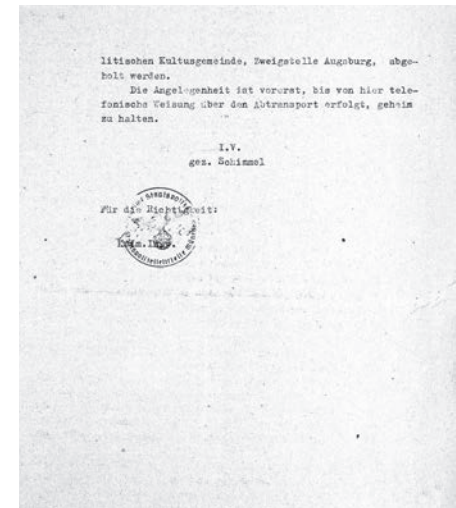 litischen Kultusgemeinde, Zweigstelle Augsburg, abge-
holt werden.
Die Angelegenheit ist vorerst, bis von hier tele-
fonische Weisung über den Abtransport erfolgt, geheim
zu halten.
I.V.
gez. Schimmel
Für die Richtigkeit: